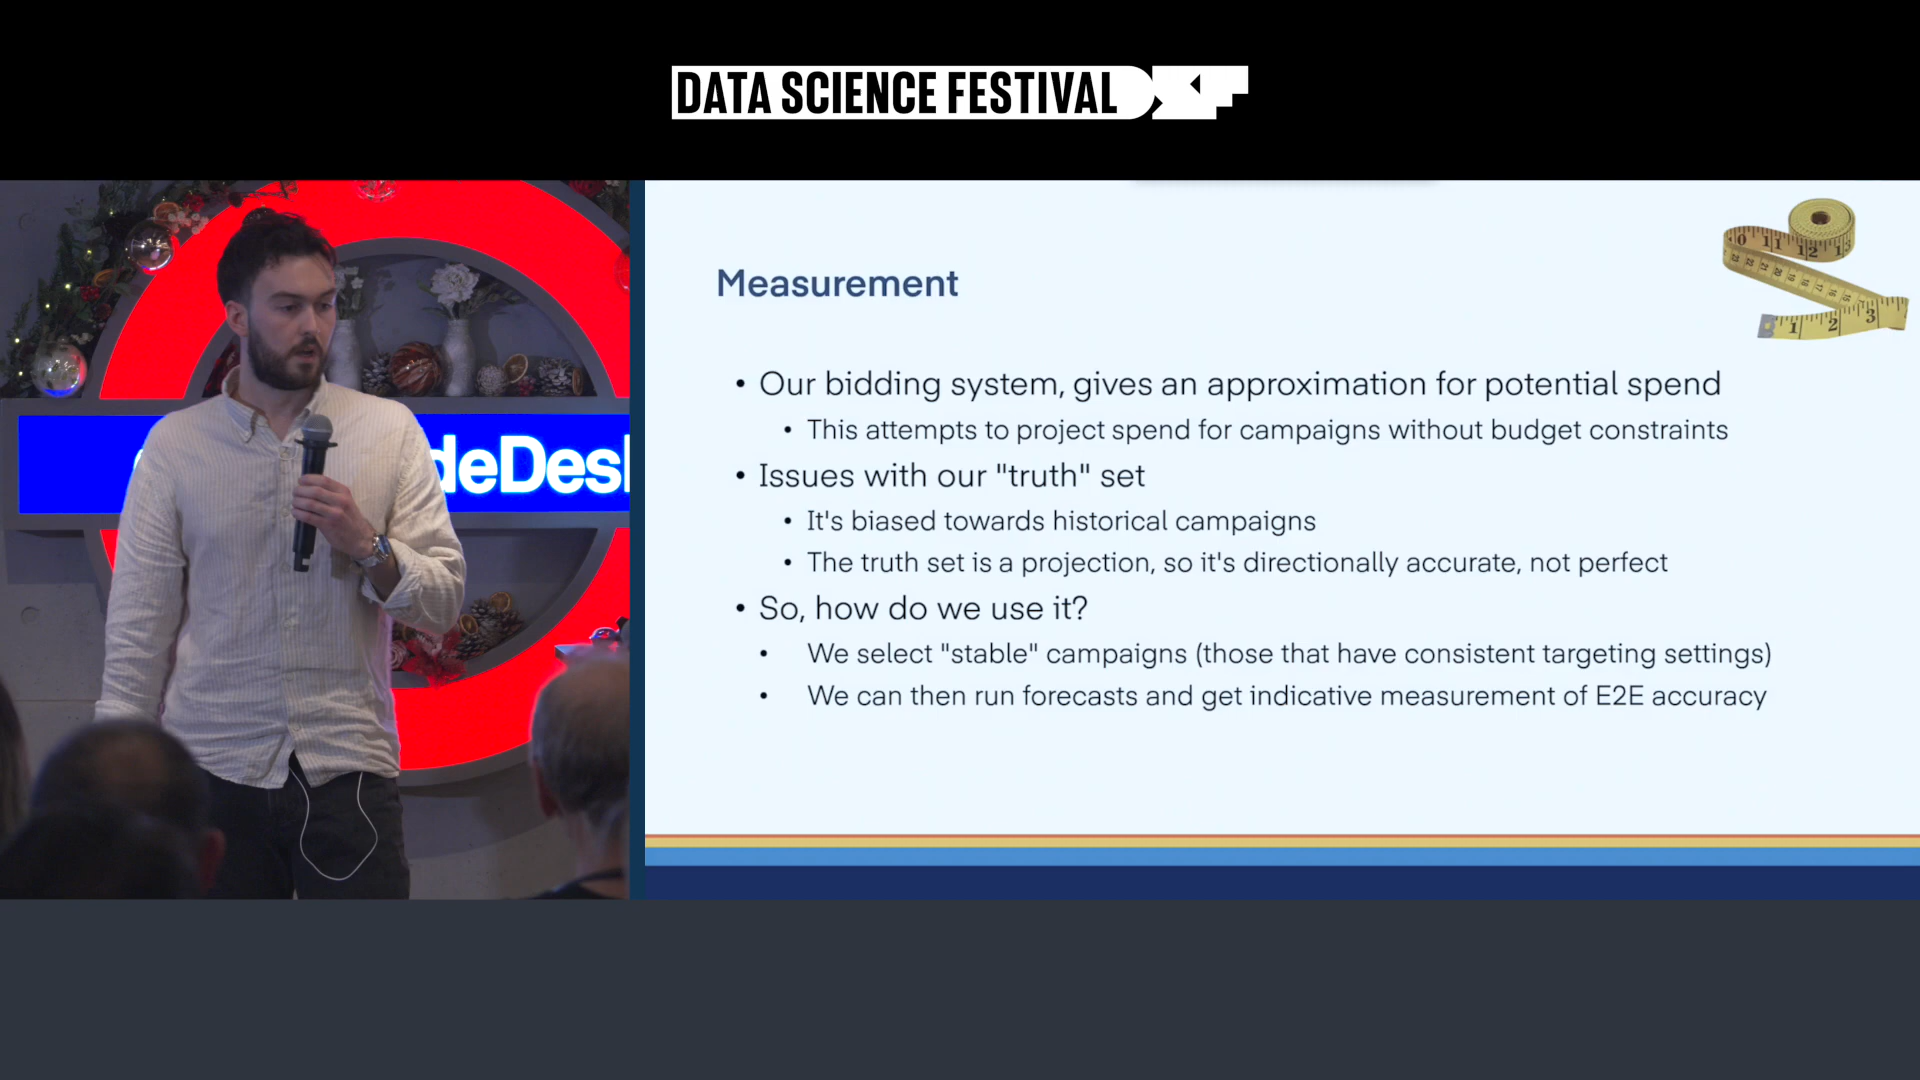 DATA SCIENCE FESTIVAL
deDesk
Measurement
• Our bidding system, gives an approximation for potential spend
• This attempts to project spend for campaigns without budget constraints
• Issues with our "truth" set
• It's biased towards historical campaigns
• The truth set is a projection, so it's directionally accurate, not perfect
• So, how do we use it?
• We select "stable" campaigns (those that have consistent targeting settings)
• We can then run forecasts and get indicative measurement of E2E accuracy